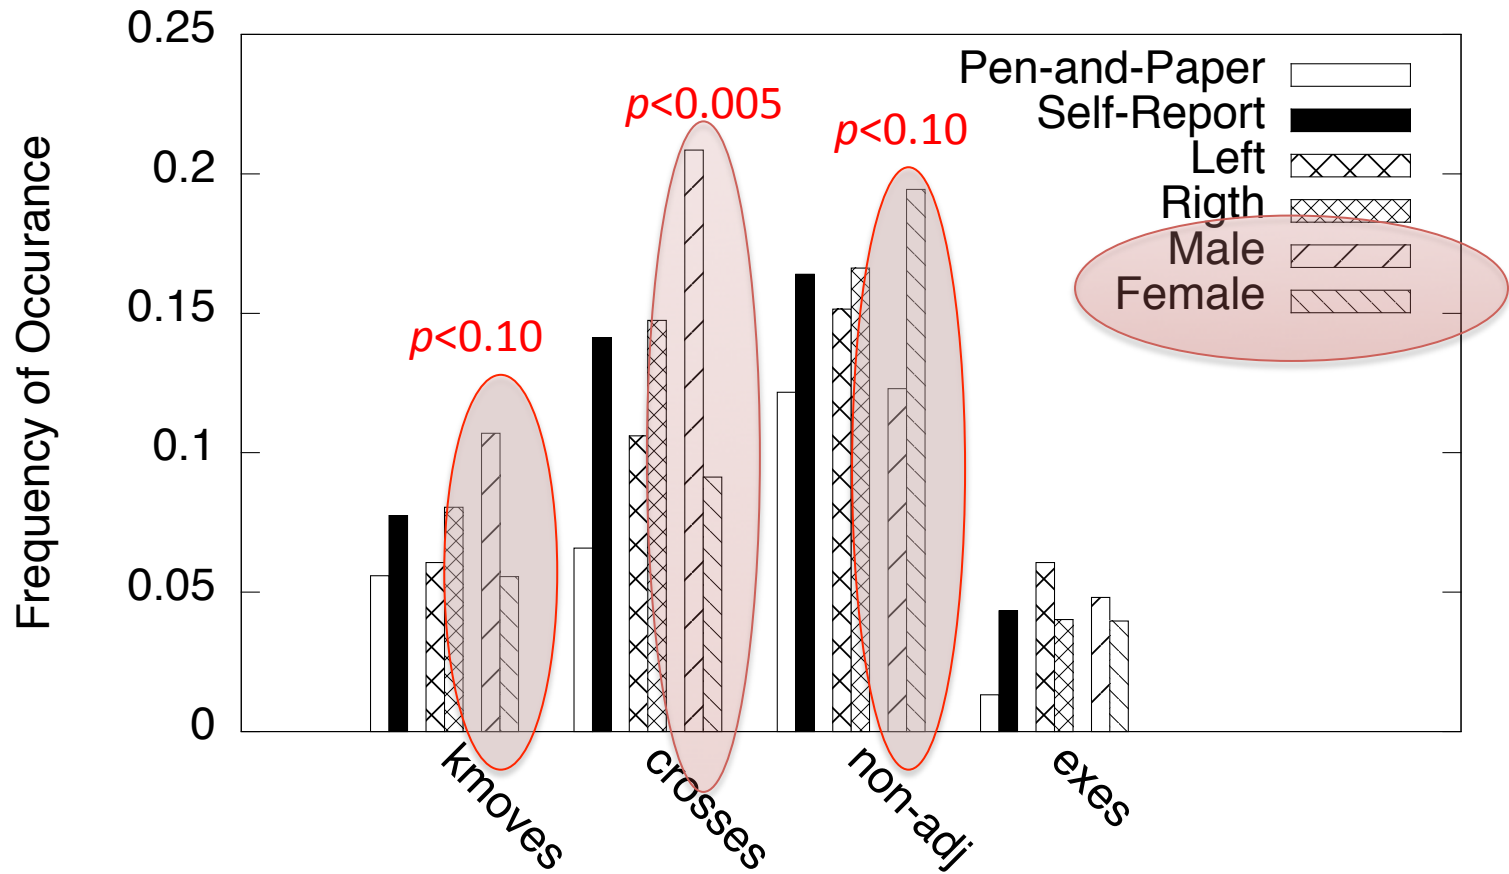 0.25
0.2
0.15
0.1
0.05
0
Frequency of Occurance
p<0.10
p<0.005
p<0.10
Pen-and-Paper
Self-Report
Left
Rigth
Male
Female
kmoves
crosses
non-adj
exes